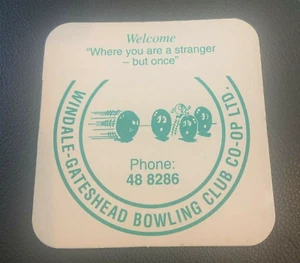 Welcome
"Where you are a stranger
– but once"
Phone:
48 8286
WINDALE-GATESHEAD BOWLING CLUB CO-OP LTD.